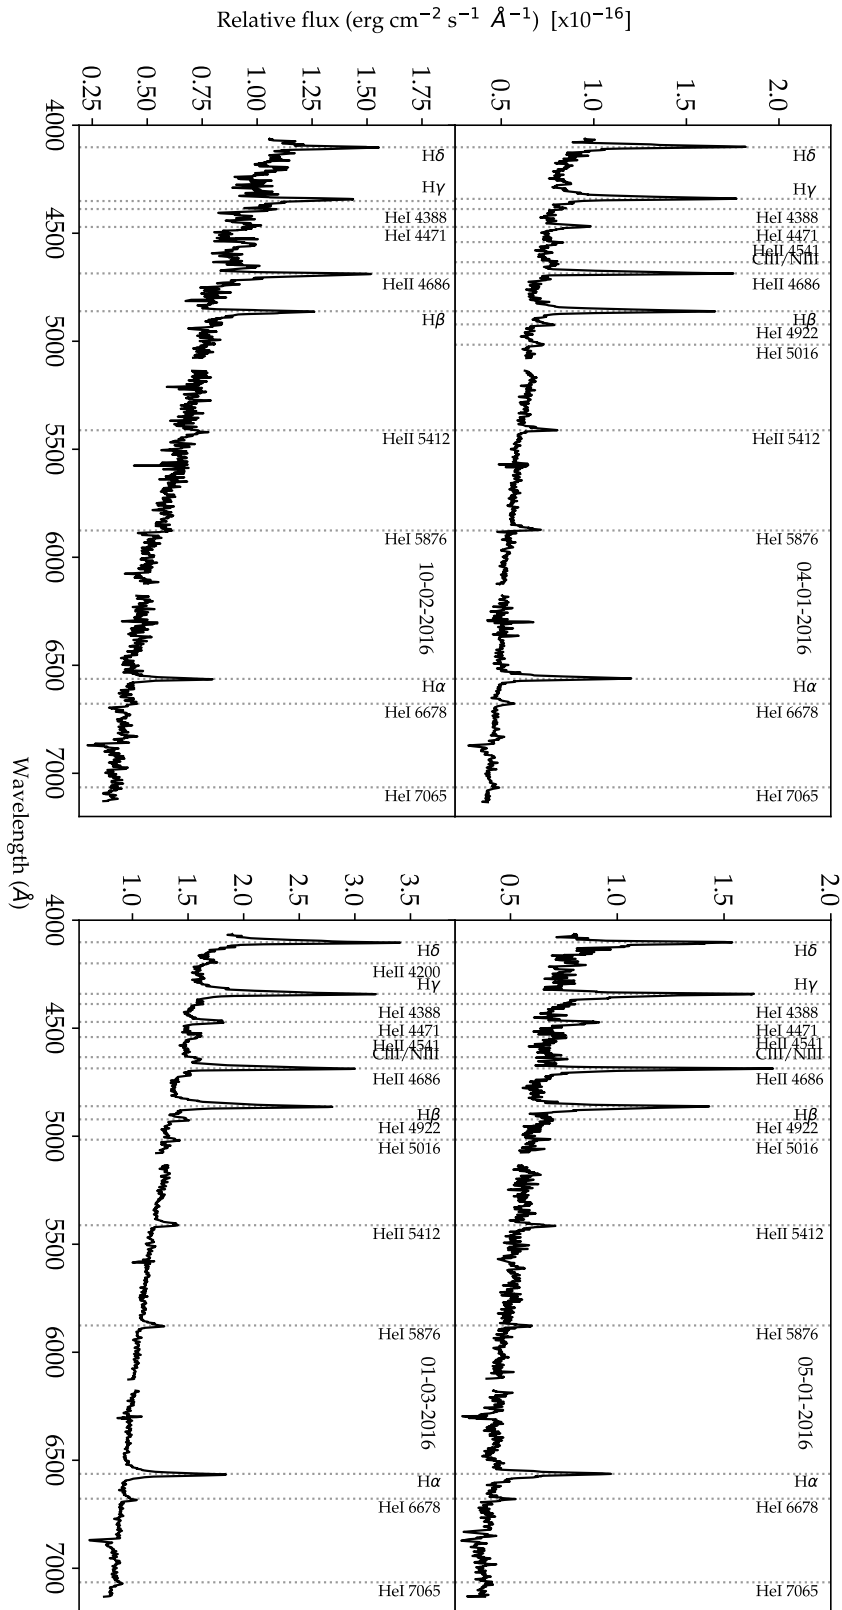 Relative flux (erg cm⁻² s⁻¹ Å⁻¹) [x10⁻¹⁶]
0.5
1.0
1.5
2.0
Hδ
Hγ
HeI 4388
HeI 4471
HeII 4541
CIII/NIII
HeII 4686
Hβ
HeI 4922
HeI 5016
HeII 5412
HeI 5876
04-01-2016
Hα
HeI 6678
HeI 7065
0.5
1.0
1.5
2.0
Hδ
Hγ
HeI 4388
HeI 4471
HeII 4541
CIII/NIII
HeII 4686
Hβ
HeI 4922
HeI 5016
HeII 5412
HeI 5876
05-01-2016
Hα
HeI 6678
HeI 7065
0.25
0.50
0.75
1.00
1.25
1.50
1.75
Hδ
Hγ
HeI 4388
HeI 4471
HeII 4686
Hβ
HeII 5412
HeI 5876
10-02-2016
Hα
HeI 6678
HeI 7065
4000
4500
5000
5500
6000
6500
7000
1.0
1.5
2.0
2.5
3.0
3.5
Hδ
HeII 4200
Hγ
HeI 4388
HeI 4471
HeII 4541
CIII/NIII
HeII 4686
Hβ
HeI 4922
HeI 5016
HeII 5412
HeI 5876
01-03-2016
Hα
HeI 6678
HeI 7065
4000
4500
5000
5500
6000
6500
7000
Wavelength (Å)